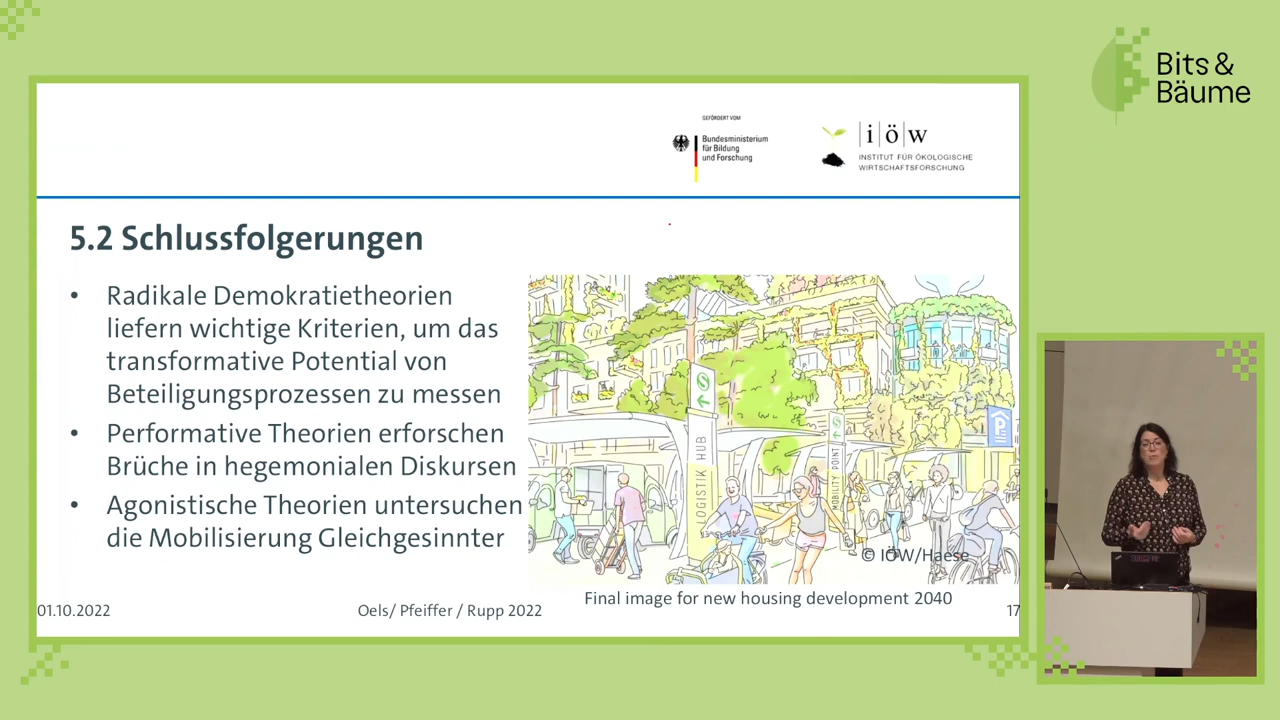 Bits &
Bäume
GEFÖRDERT VOM
Bundesministerium
für Bildung
und Forschung
i ö w
INSTITUT FÜR ÖKOLOGISCHE
WIRTSCHAFTSFORSCHUNG
5.2 Schlussfolgerungen
• Radikale Demokratietheorien
liefern wichtige Kriterien, um das
transformative Potential von
Beteiligungsprozessen zu messen
• Performative Theorien erforschen
Brüche in hegemonialen Diskursen
• Agonistische Theorien untersuchen
die Mobilisierung Gleichgesinnter
LOGISTIK HUB
MOBILITY POINT
P
© IÖW/Haese
Final image for new housing development 2040
01.10.2022
Oels/ Pfeiffer / Rupp 2022
17